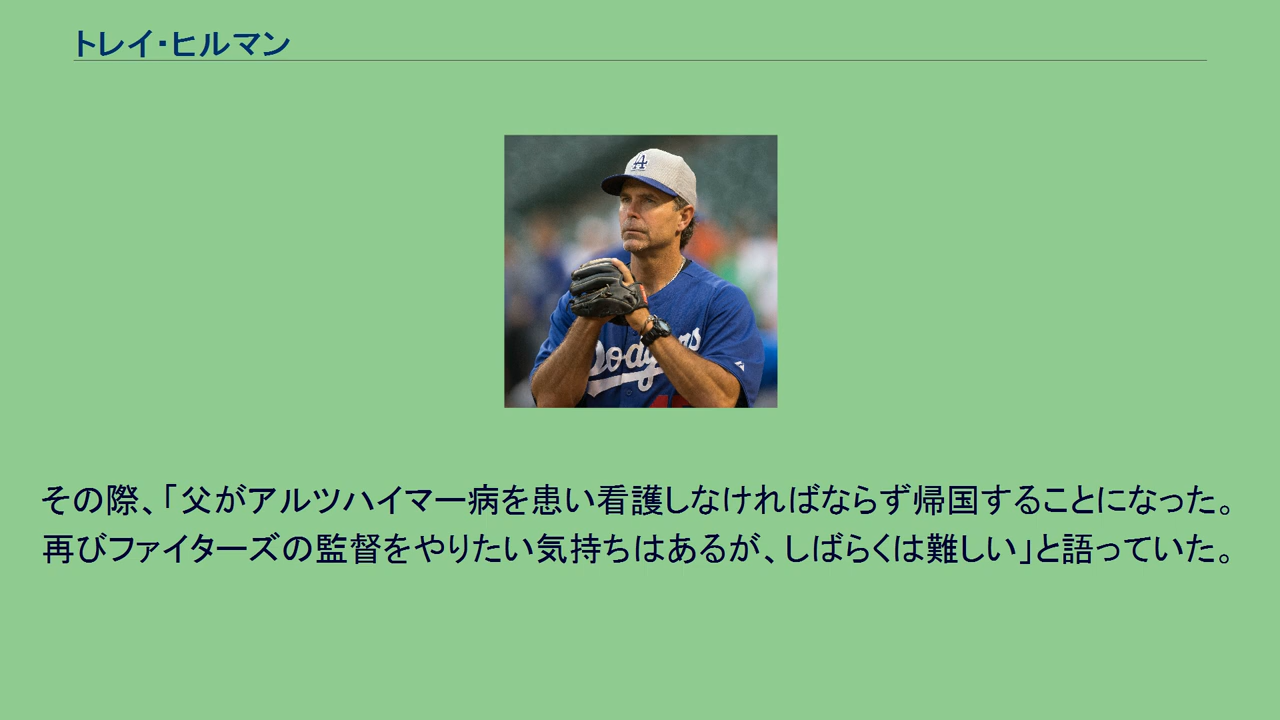 トレイ・ヒルマン
A
Dodgers
その際、「父がアルツハイマー病を患い看護しなければならず帰国することになった。
再びファイターズの監督をやりたい気持ちはあるが、しばらくは難しい」と語っていた。